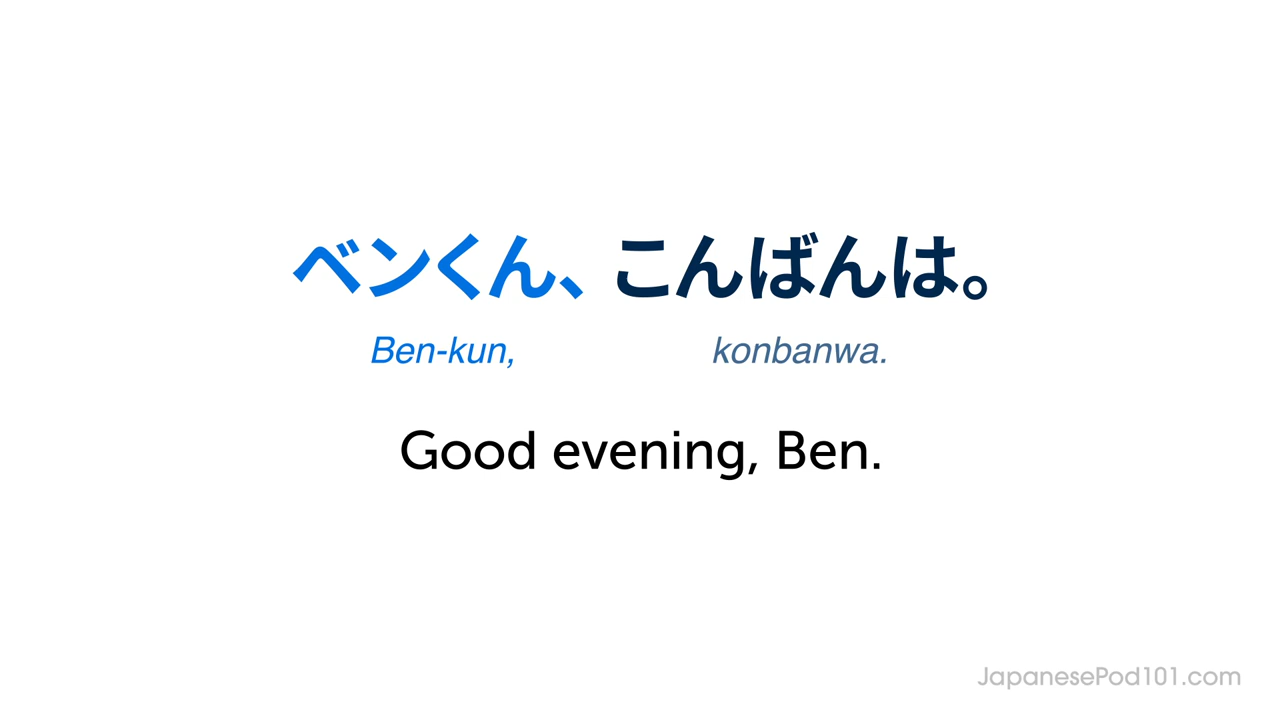 ベンくん、こんばんは。
Ben-kun, konbanwa.
Good evening, Ben.
JapanesePod101.com